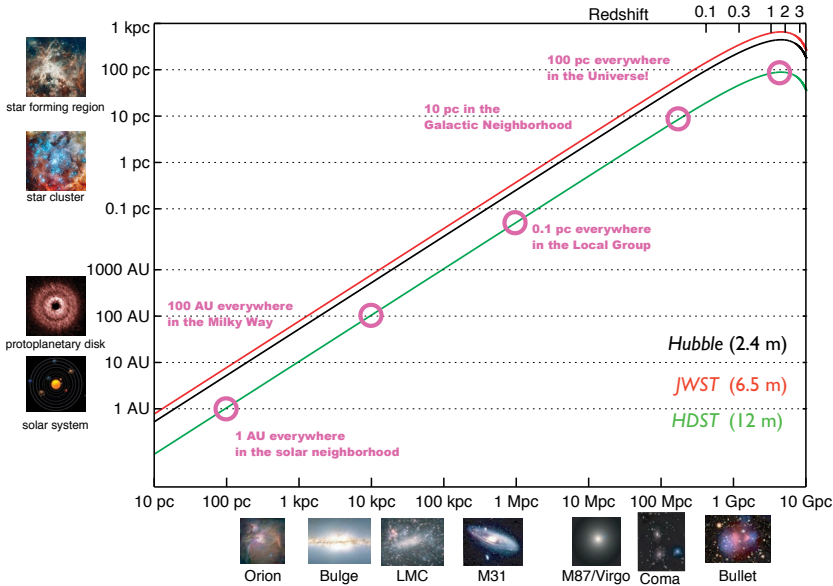 Redshift 0.1 0.3 1 2 3
1 kpc
100 pc
10 pc
1 pc
0.1 pc
1000 AU
100 AU
10 AU
1 AU
star forming region
star cluster
protoplanetary disk
solar system
100 pc everywhere
in the Universe!
10 pc in the
Galactic Neighborhood
0.1 pc everywhere
in the Local Group
100 AU everywhere
in the Milky Way
1 AU everywhere
in the solar neighborhood
Hubble (2.4 m)
JWST (6.5 m)
HDST (12 m)
10 pc 100 pc 1 kpc 10 kpc 100 kpc 1 Mpc 10 Mpc 100 Mpc 1 Gpc 10 Gpc
Orion Bulge LMC M31 M87/Virgo Coma Bullet